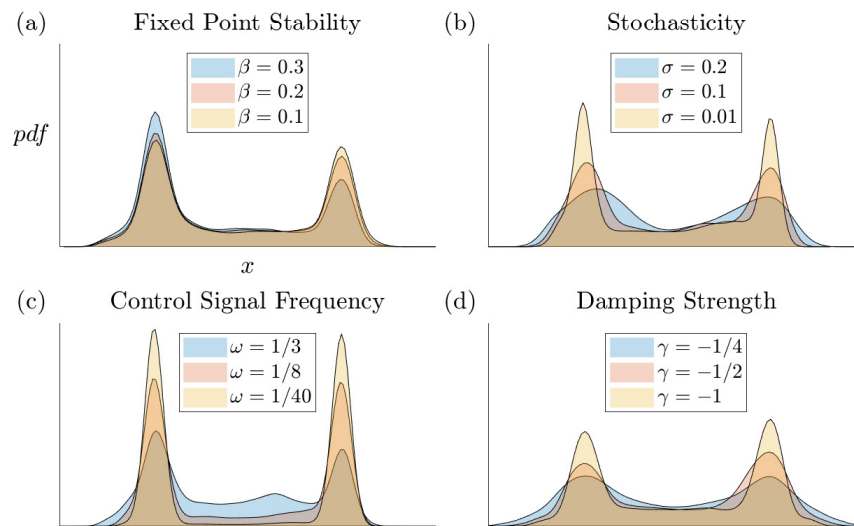 (a) Fixed Point Stability
β = 0.3
β = 0.2
β = 0.1
pdf
x
(b) Stochasticity
σ = 0.2
σ = 0.1
σ = 0.01
(c) Control Signal Frequency
ω = 1/3
ω = 1/8
ω = 1/40
(d) Damping Strength
γ = −1/4
γ = −1/2
γ = −1